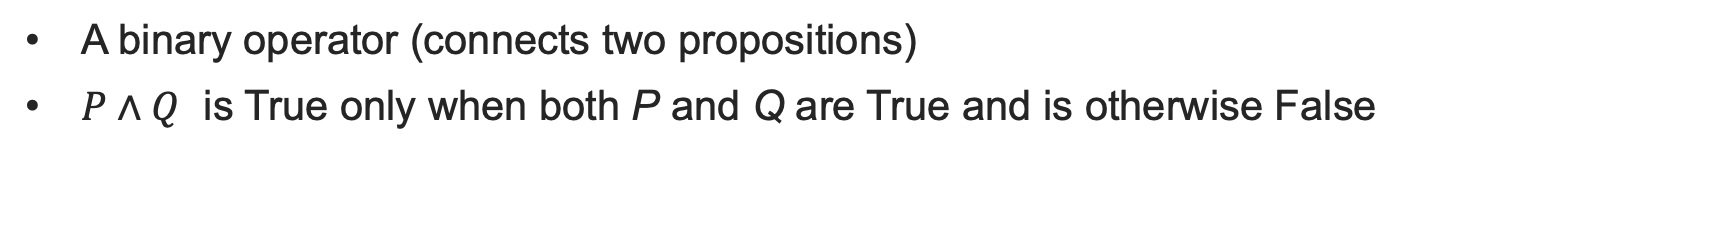 • A binary operator (connects two propositions)
• P ∧ Q is True only when both P and Q are True and is otherwise False